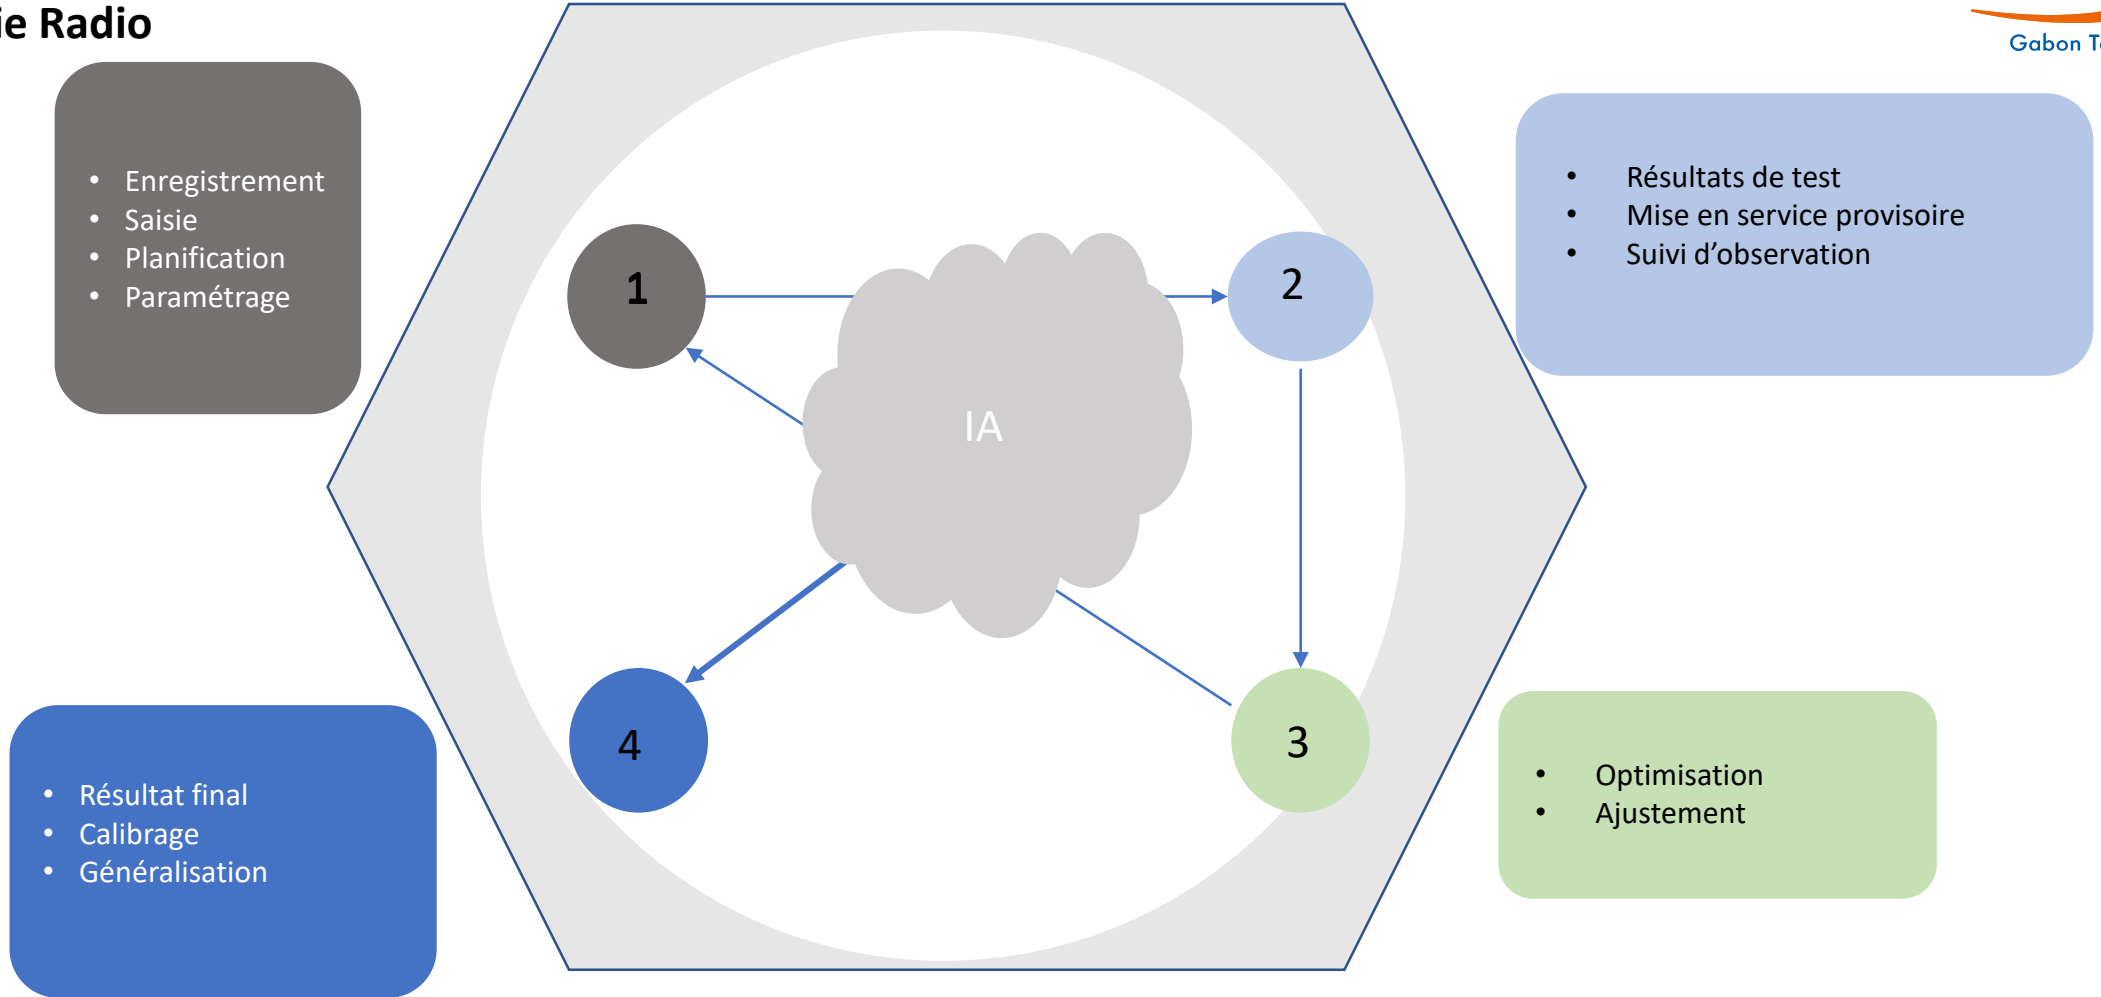 ie Radio
Gabon T
• Enregistrement
• Saisie
• Planification
• Paramétrage
• Résultats de test
• Mise en service provisoire
• Suivi d’observation
1
2
IA
4
3
• Résultat final
• Calibrage
• Généralisation
• Optimisation
• Ajustement